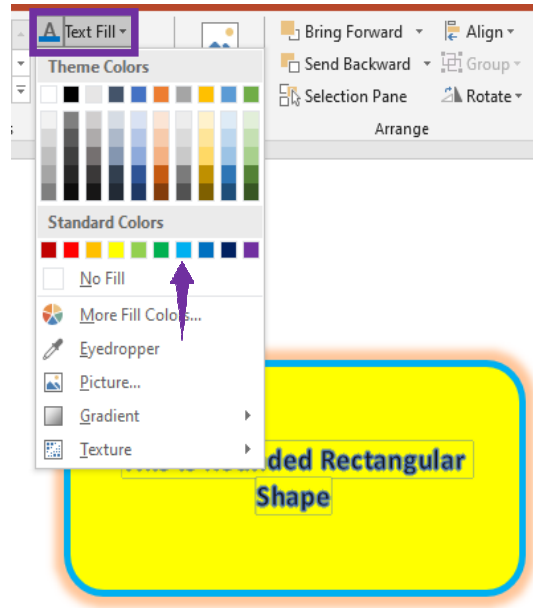 A Text Fill
Bring Forward
Align
Theme Colors
Send Backward
Group
Selection Pane
Rotate
Arrange
Standard Colors
No Fill
More Fill Colors...
Eyedropper
Picture...
Gradient
Texture
Rectangular
Shape